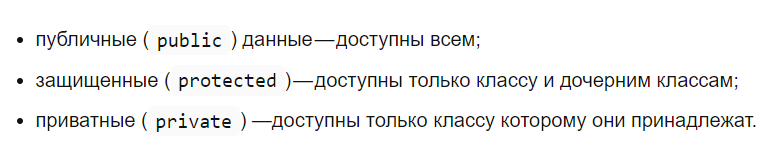 • публичные ( public ) данные—доступны всем;
• защищенные ( protected )—доступны только классу и дочерним классам;
• приватные ( private ) —доступны только классу которому они принадлежат.